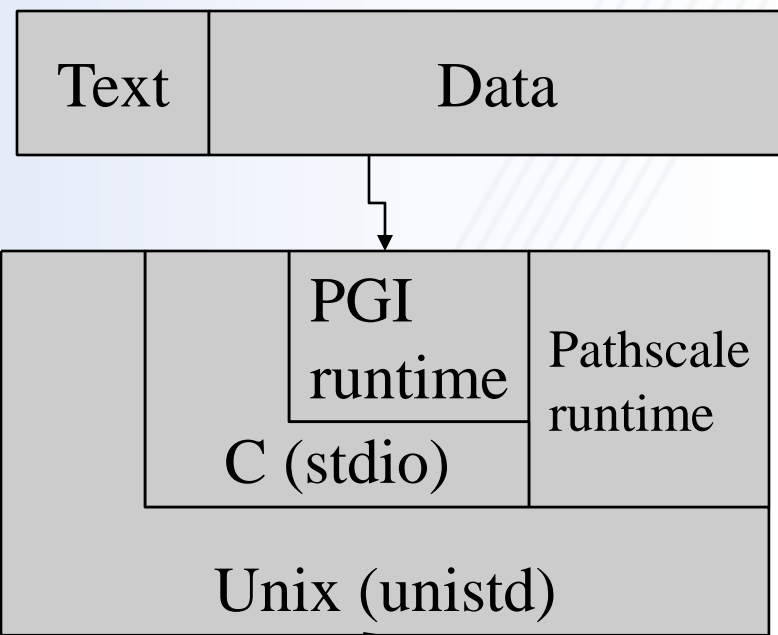 Text
Data
PGI
runtime
Pathscale
runtime
C (stdio)
Unix (unistd)